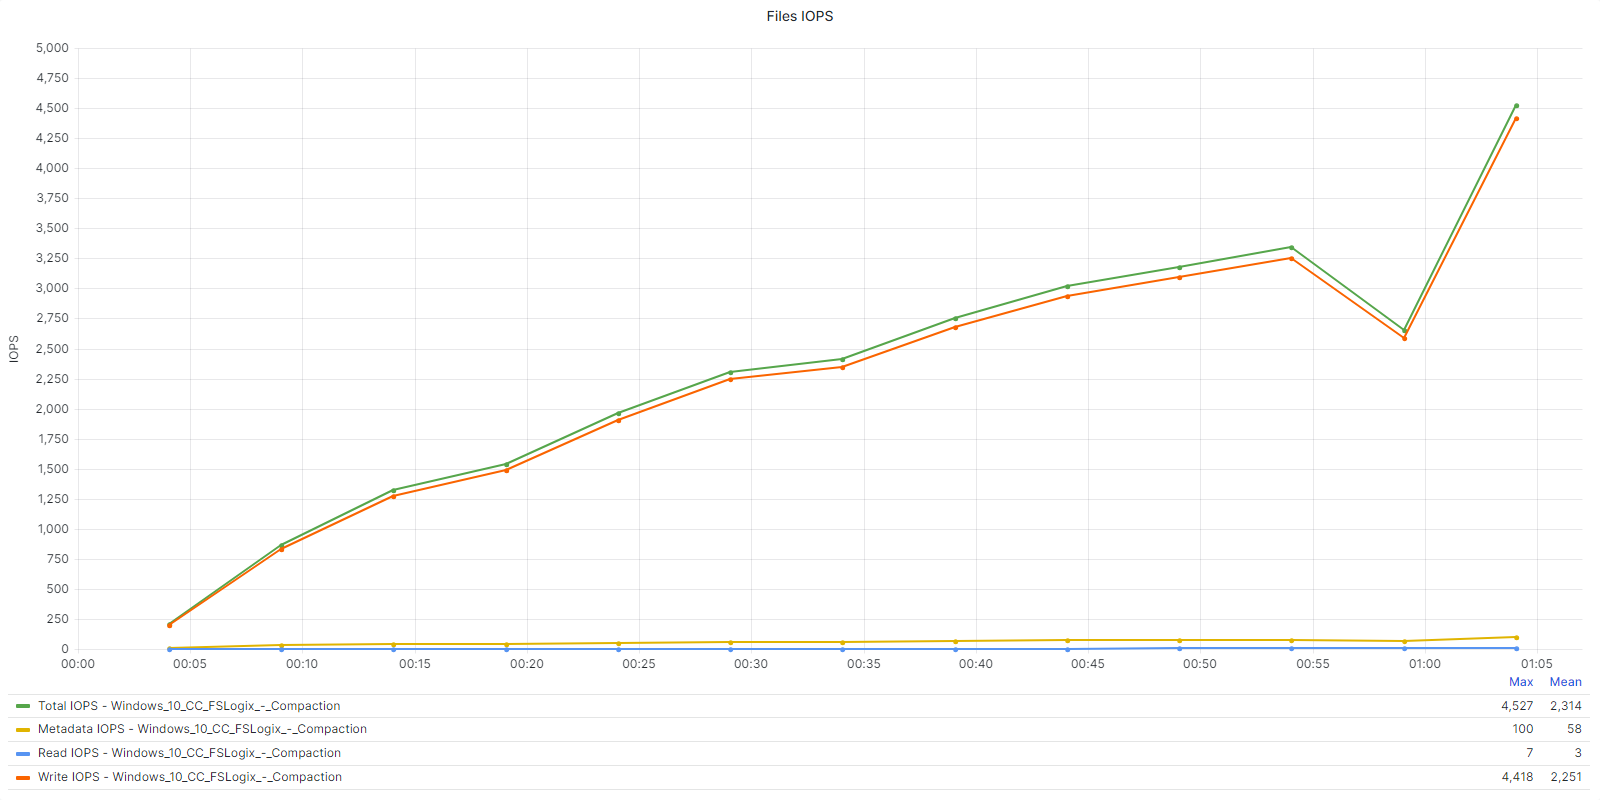 Files IOPS
5,000
4,750
4,500
4,250
4,000
3,750
3,500
3,250
3,000
2,750
2,500
2,250
2,000
1,750
1,500
1,250
1,000
750
500
250
0
IOPS
00:00 00:05 00:10 00:15 00:20 00:25 00:30 00:35 00:40 00:45 00:50 00:55 01:00 01:05
Max Mean
Total IOPS - Windows_10_CC_FSLogix_-_Compaction 4,527 2,314
Metadata IOPS - Windows_10_CC_FSLogix_-_Compaction 100 58
Read IOPS - Windows_10_CC_FSLogix_-_Compaction 7 3
Write IOPS - Windows_10_CC_FSLogix_-_Compaction 4,418 2,251